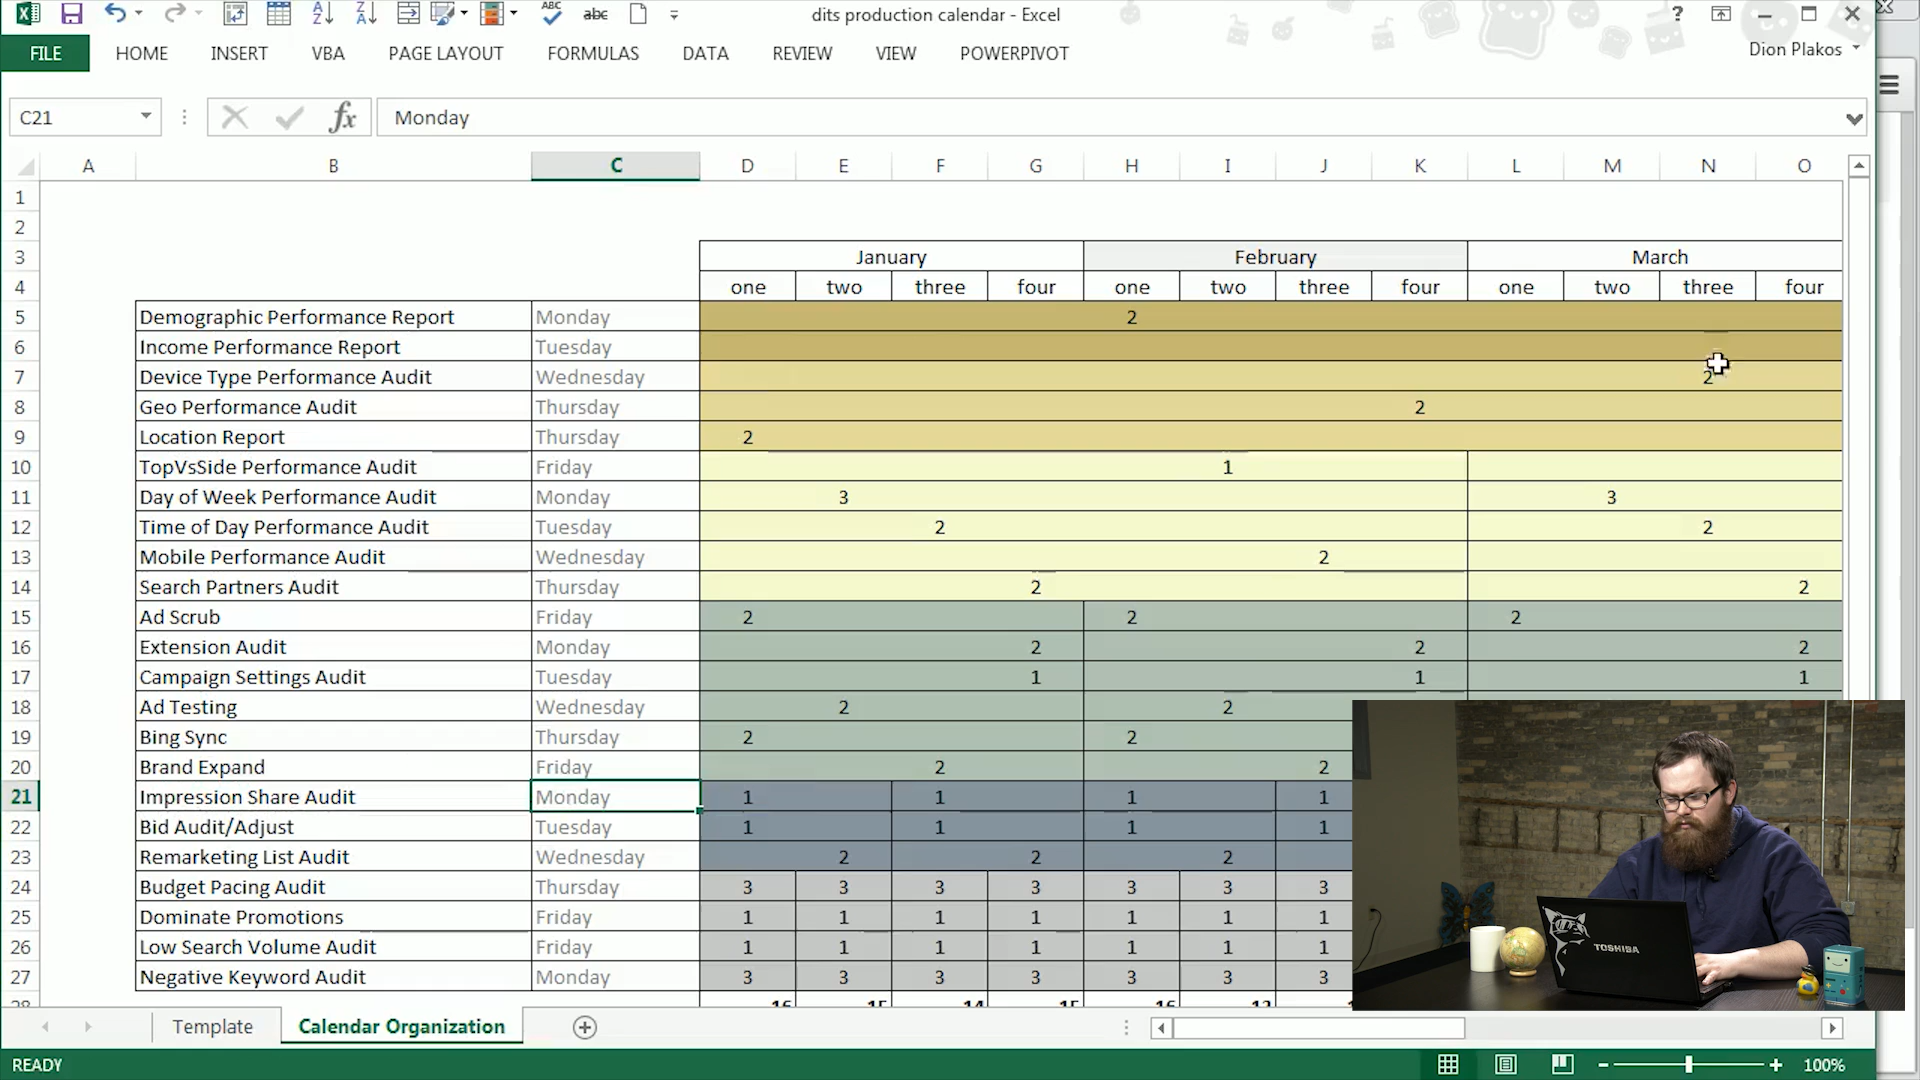 dits production calendar - Excel
?
FILE HOME INSERT VBA PAGE LAYOUT FORMULAS DATA REVIEW VIEW POWERPIVOT Dion Plakos
C21 fx Monday
A B C D E F G H I J K L M N O
1
2
3 January February March
4 one two three four one two three four one two three four
5 Demographic Performance Report Monday 2
6 Income Performance Report Tuesday
7 Device Type Performance Audit Wednesday 2
8 Geo Performance Audit Thursday 2
9 Location Report Thursday 2
10 TopVsSide Performance Audit Friday 1
11 Day of Week Performance Audit Monday 3 3
12 Time of Day Performance Audit Tuesday 2 2
13 Mobile Performance Audit Wednesday 2
14 Search Partners Audit Thursday 2 2
15 Ad Scrub Friday 2 2 2
16 Extension Audit Monday 2 2 2
17 Campaign Settings Audit Tuesday 1 1 1
18 Ad Testing Wednesday 2 2
19 Bing Sync Thursday 2 2
20 Brand Expand Friday 2 2
21 Impression Share Audit Monday 1 1 1 1
22 Bid Audit/Adjust Tuesday 1 1 1 1
23 Remarketing List Audit Wednesday 2 2 2
24 Budget Pacing Audit Thursday 3 3 3 3 3 3 3
25 Dominate Promotions Friday 1 1 1 1 1 1 1
26 Low Search Volume Audit Friday 1 1 1 1 1 1 1
27 Negative Keyword Audit Monday 3 3 3 3 3 3 3
TOSHIBA
Template Calendar Organization
READY 100%